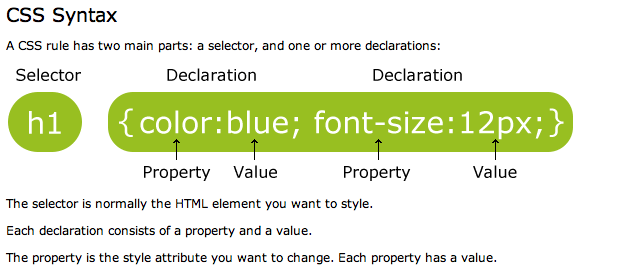 CSS Syntax
A CSS rule has two main parts: a selector, and one or more declarations:
Selector Declaration Declaration
h1 {color:blue; font-size:12px;}
Property Value Property Value
The selector is normally the HTML element you want to style.
Each declaration consists of a property and a value.
The property is the style attribute you want to change. Each property has a value.